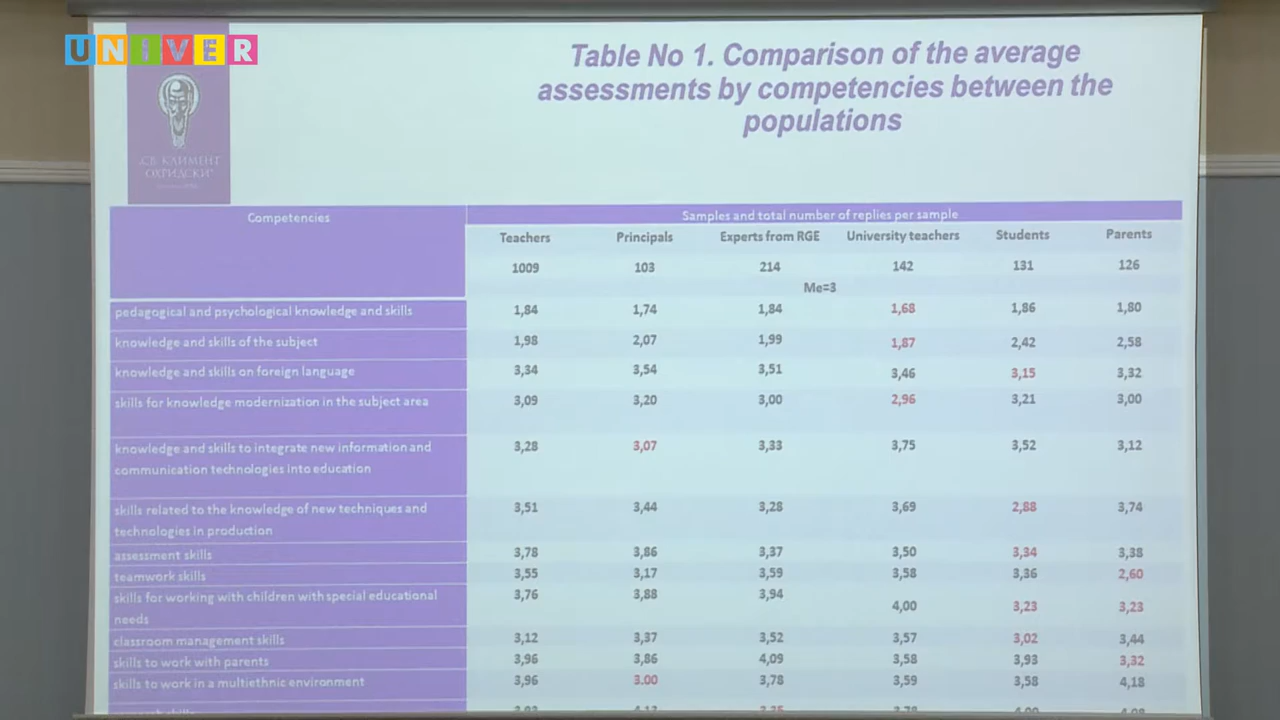 UNIVER
„СВ. КЛИМЕНТ
ОХРИДСКИ“
Table No 1. Comparison of the average
assessments by competencies between the
populations
Competencies
Samples and total number of replies per sample
Teachers Principals Experts from RGE University teachers Students Parents
1009 103 214 142 131 126
Me=3
pedagogical and psychological knowledge and skills 1,84 1,74 1,84 1,68 1,86 1,80
knowledge and skills of the subject 1,98 2,07 1,99 1,87 2,42 2,58
knowledge and skills on foreign language 3,34 3,54 3,51 3,46 3,15 3,32
skills for knowledge modernization in the subject area 3,09 3,20 3,00 2,96 3,21 3,00
knowledge and skills to integrate new information and 3,28 3,07 3,33 3,75 3,52 3,12
communication technologies into education
skills related to the knowledge of new techniques and 3,51 3,44 3,28 3,69 2,88 3,74
technologies in production
assessment skills 3,78 3,86 3,37 3,50 3,34 3,38
teamwork skills 3,55 3,17 3,59 3,58 3,36 2,60
skills for working with children with special educational 3,76 3,88 3,94 4,00 3,23 3,23
needs
classroom management skills 3,12 3,37 3,52 3,57 3,02 3,44
skills to work with parents 3,96 3,86 4,09 3,58 3,93 3,32
skills to work in a multiethnic environment 3,96 3.00 3,78 3,59 3,58 4,18